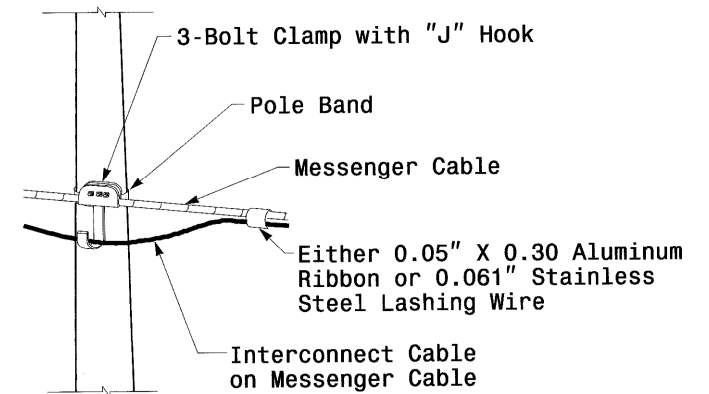 3-Bolt Clamp with "J" Hook
Pole Band
Messenger Cable
Either 0.05" X 0.30 Aluminum
Ribbon or 0.061" Stainless
Steel Lashing Wire
Interconnect Cable
on Messenger Cable